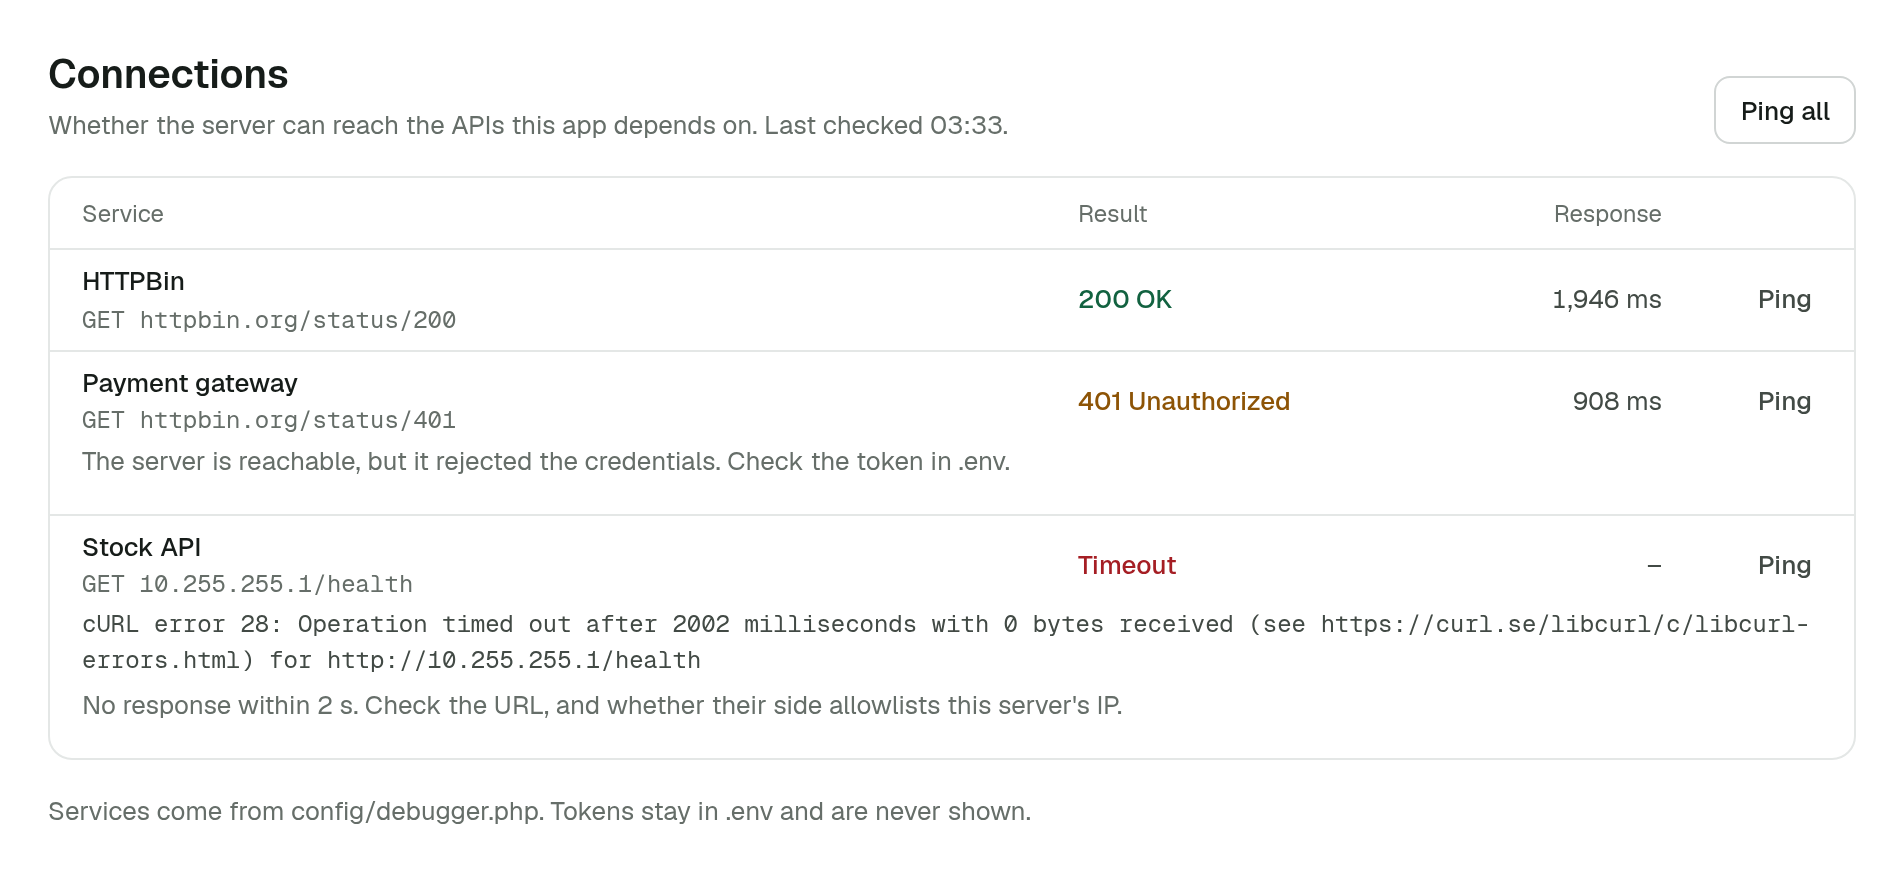 Connections
Whether the server can reach the APIs this app depends on. Last checked 03:33.
Ping all
Service Result Response
HTTPBin
GET httpbin.org/status/200
200 OK 1,946 ms Ping
Payment gateway
GET httpbin.org/status/401
401 Unauthorized 908 ms Ping
The server is reachable, but it rejected the credentials. Check the token in .env.
Stock API
GET 10.255.255.1/health
Timeout – Ping
cURL error 28: Operation timed out after 2002 milliseconds with 0 bytes received (see https://curl.se/libcurl/c/libcurl-
errors.html) for http://10.255.255.1/health
No response within 2 s. Check the URL, and whether their side allowlists this server's IP.
Services come from config/debugger.php. Tokens stay in .env and are never shown.